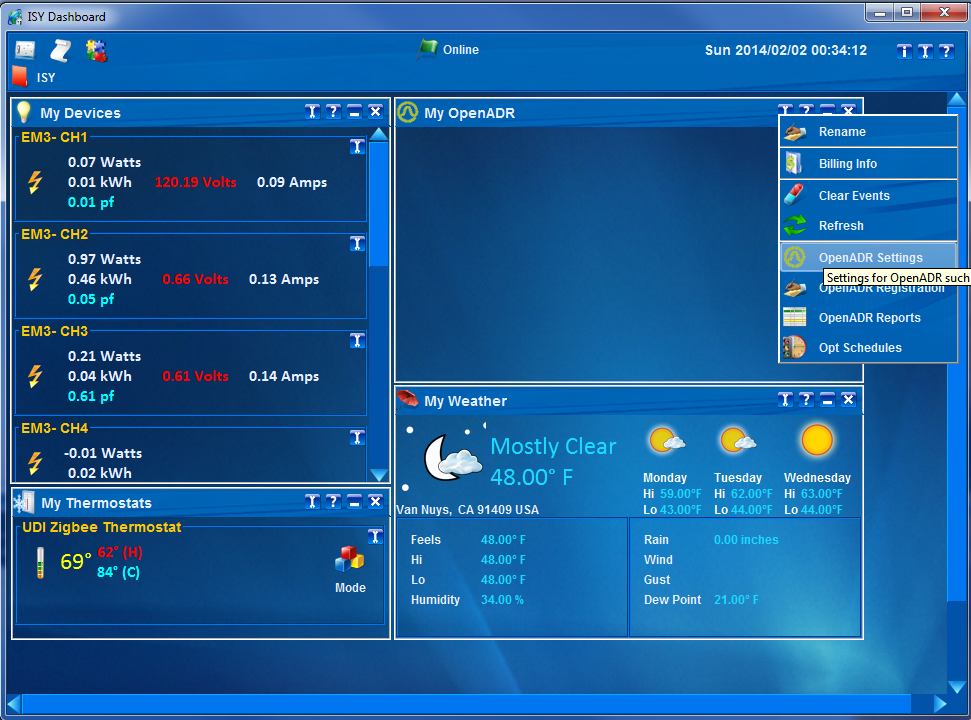 ISY Dashboard
Online
Sun 2014/02/02 00:34:12
ISY
My Devices
EM3- CH1
0.07 Watts
0.01 kWh 120.19 Volts 0.09 Amps
0.01 pf
EM3- CH2
0.97 Watts
0.46 kWh 0.66 Volts 0.13 Amps
0.05 pf
EM3- CH3
0.21 Watts
0.04 kWh 0.61 Volts 0.14 Amps
0.61 pf
EM3- CH4
-0.01 Watts
0.02 kWh
My Thermostats
UDI Zigbee Thermostat
69° 62° (H)
84° (C)
Mode
My OpenADR
Rename
Billing Info
Clear Events
Refresh
OpenADR Settings
Settings for OpenADR such
OpenADR Registration
OpenADR Reports
Opt Schedules
My Weather
Mostly Clear
48.00° F
Van Nuys, CA 91409 USA
Monday Tuesday Wednesday
Hi 59.00°F Hi 62.00°F Hi 63.00°F
Lo 43.00°F Lo 44.00°F Lo 44.00°F
Feels 48.00° F
Hi 48.00° F
Lo 48.00° F
Humidity 34.00 %
Rain 0.00 inches
Wind
Gust
Dew Point 21.00° F